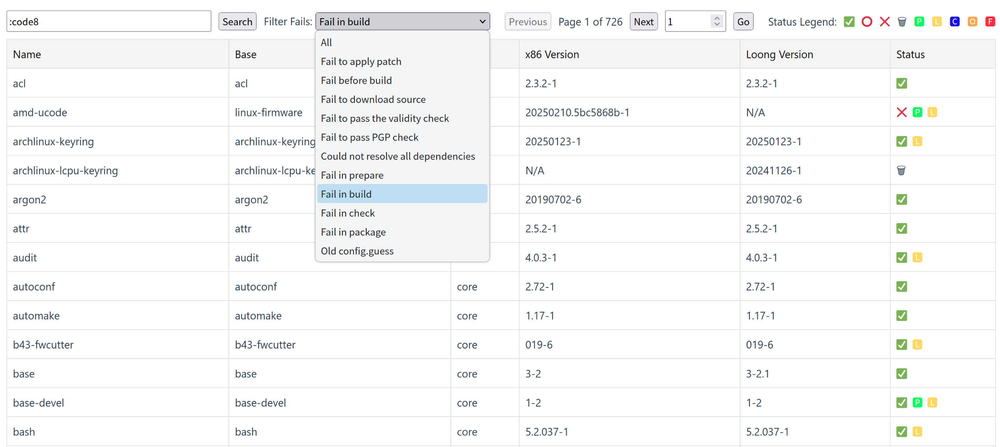 :code8 Search Filter Fails: Fail in build Previous Page 1 of 726 Next 1 Go Status Legend: P L C O F
All
Fail to apply patch
Fail before build
Fail to download source
Fail to pass the validity check
Fail to pass PGP check
Could not resolve all dependencies
Fail in prepare
Fail in build
Fail in check
Fail in package
Old config.guess
Name Base x86 Version Loong Version Status
acl acl 2.3.2-1 2.3.2-1
amd-ucode linux-firmware 20250210.5bc5868b-1 N/A P L
archlinux-keyring archlinux-keyring 20250123-1 20250123-1 L
archlinux-lcpu-keyring archlinux-lcpu-ke N/A 20241126-1
argon2 argon2 20190702-6 20190702-6
attr attr 2.5.2-1 2.5.2-1
audit audit 4.0.3-1 4.0.3-1 L
autoconf autoconf core 2.72-1 2.72-1
automake automake core 1.17-1 1.17-1
b43-fwcutter b43-fwcutter core 019-6 019-6 L
base base core 3-2 3-2.1
base-devel base-devel core 1-2 1-2 P L
bash bash core 5.2.037-1 5.2.037-1 L